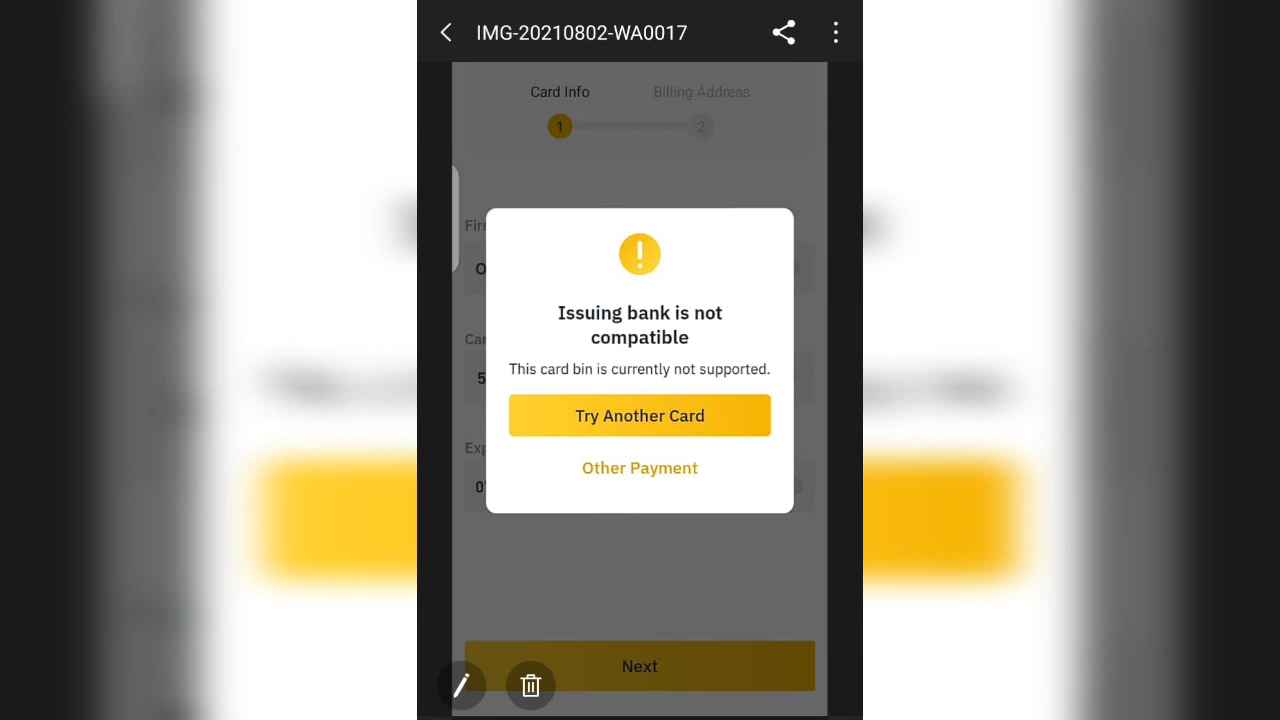 IMG-20210802-WA0017
Card Info
Billing Address
1
2
Issuing bank is not
compatible
This card bin is currently not supported.
Try Another Card
Other Payment
Next